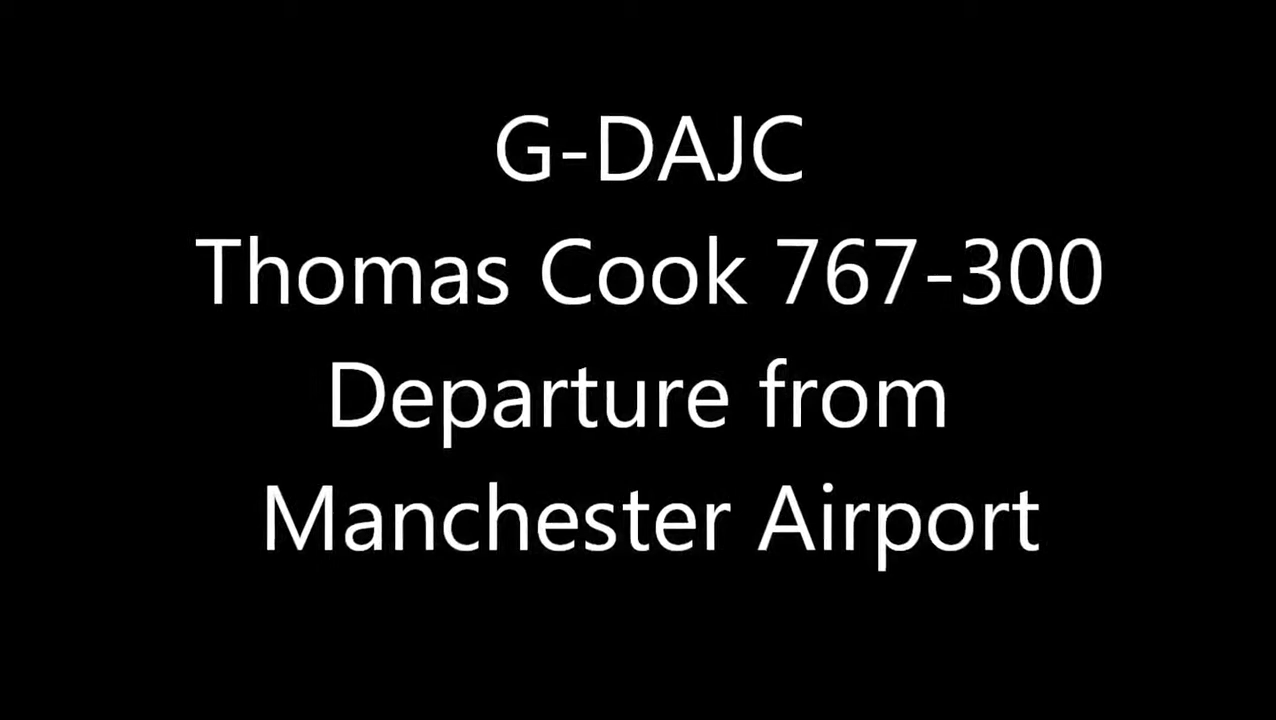 G-DAJC
Thomas Cook 767-300
Departure from
Manchester Airport